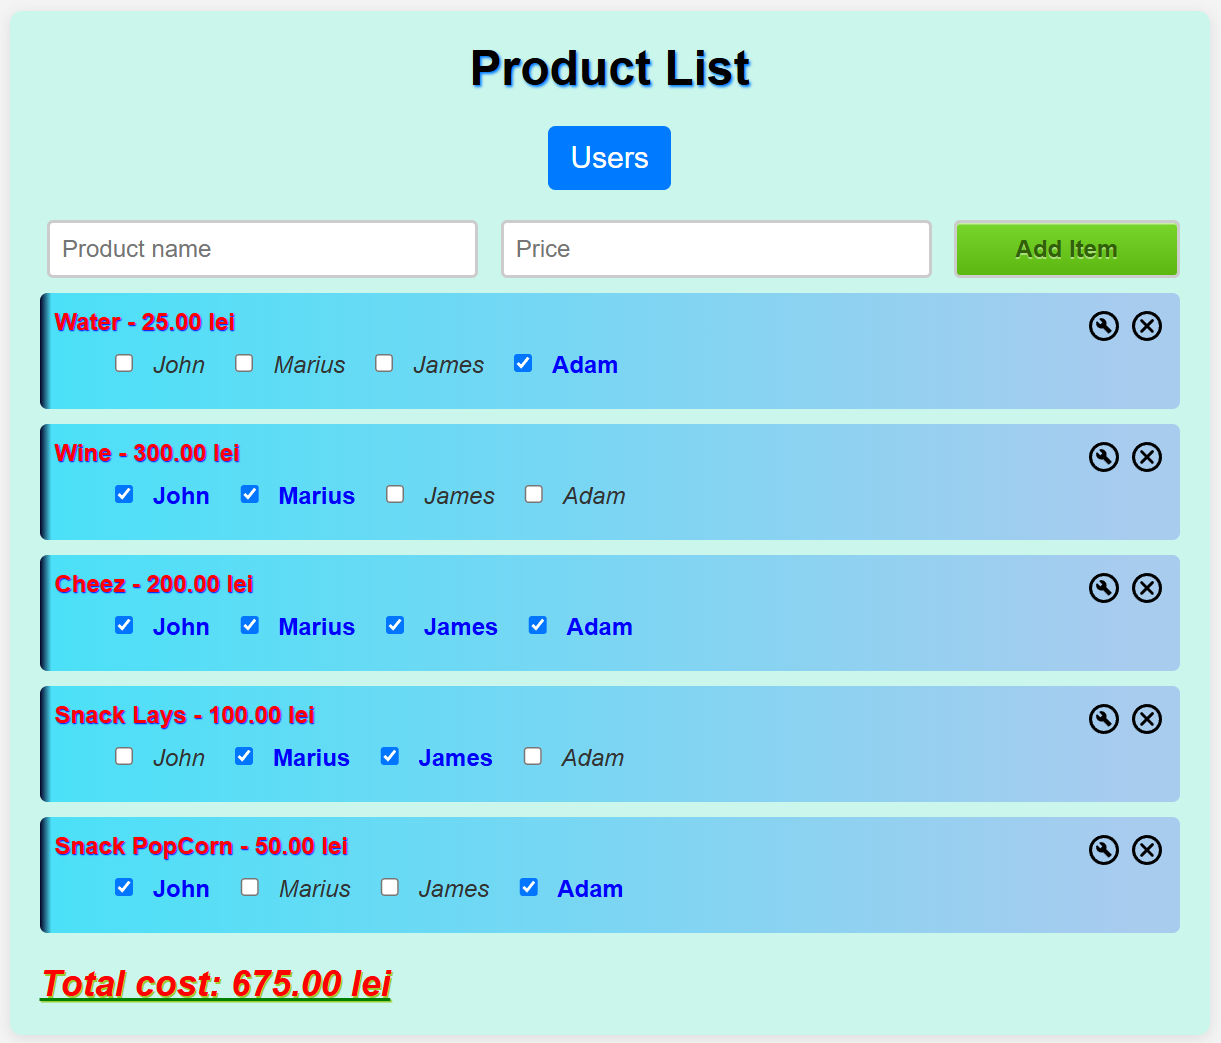 Product List
Users
Product name Price Add Item
Water - 25.00 lei
John Marius James Adam
Wine - 300.00 lei
John Marius James Adam
Cheez - 200.00 lei
John Marius James Adam
Snack Lays - 100.00 lei
John Marius James Adam
Snack PopCorn - 50.00 lei
John Marius James Adam
Total cost: 675.00 lei